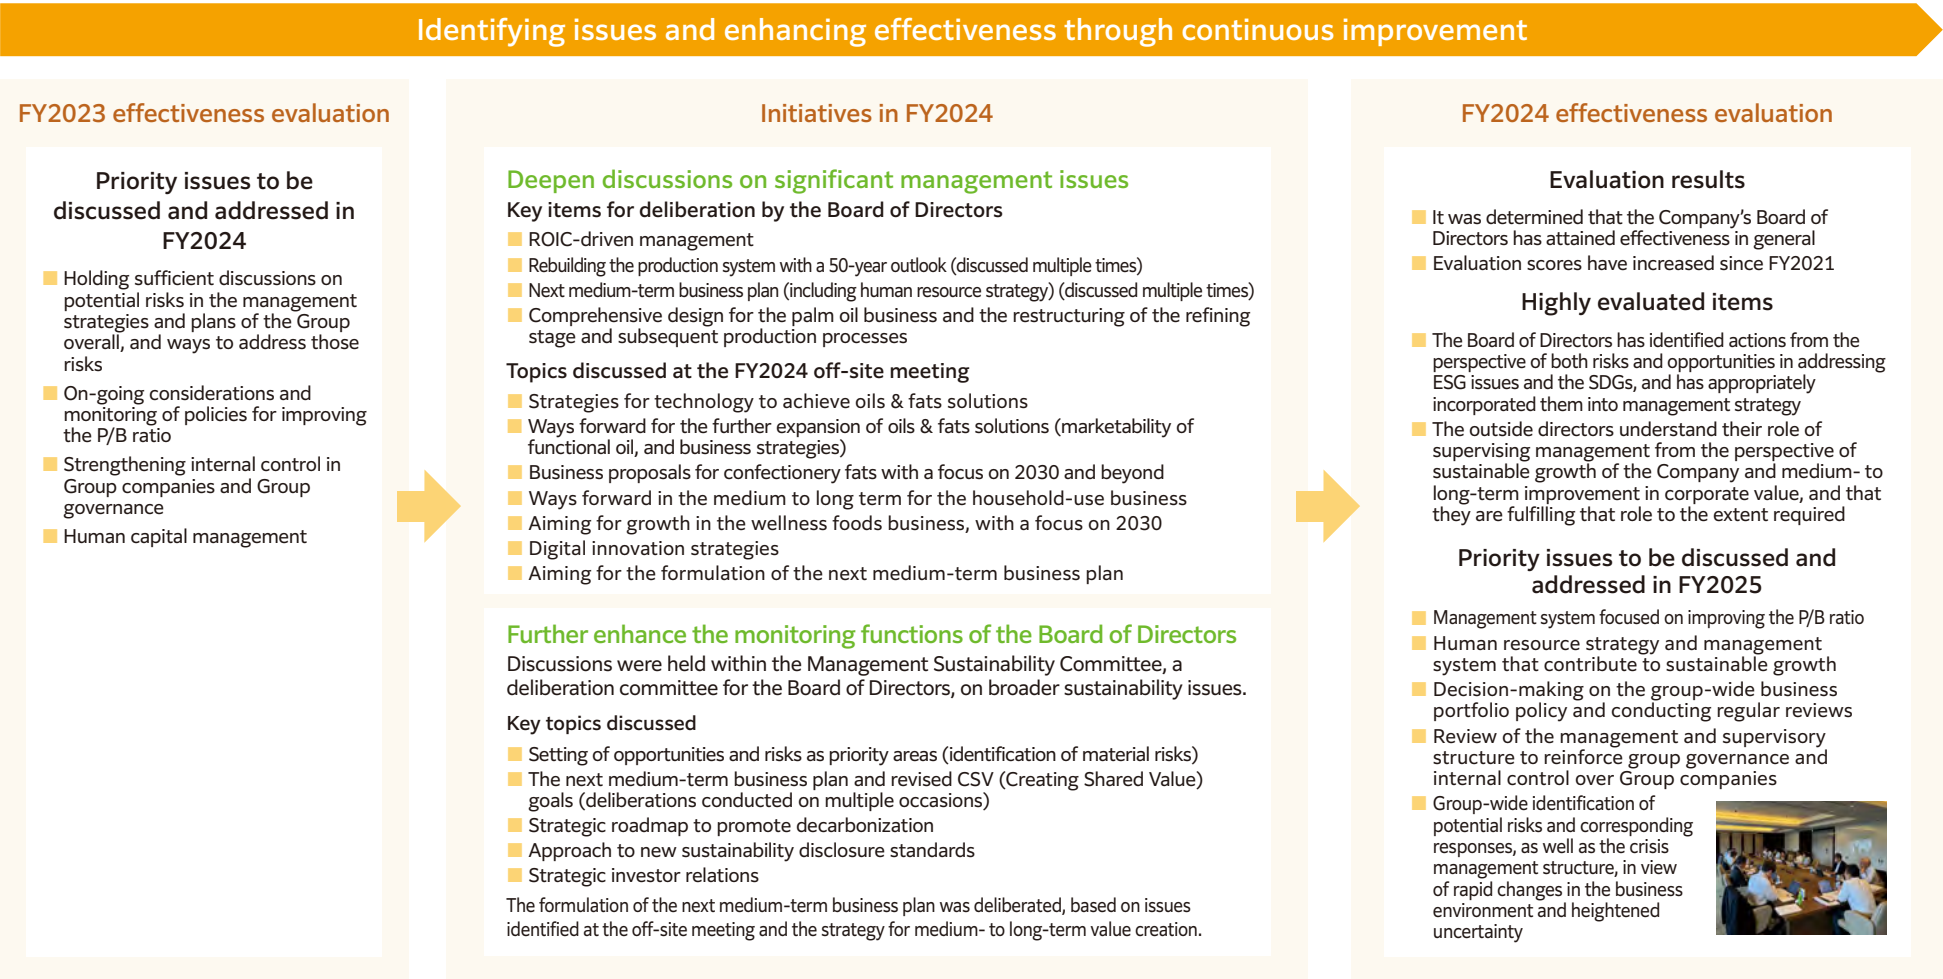 Identifying issues and enhancing effectiveness through continuous improvement
FY2023 effectiveness evaluation
Priority issues to be
discussed and addressed in
FY2024
Holding sufficient discussions on
potential risks in the management
strategies and plans of the Group
overall, and ways to address those
risks
On-going considerations and
monitoring of policies for improving
the P/B ratio
Strengthening internal control in
Group companies and Group
governance
Human capital management
Initiatives in FY2024
Deepen discussions on significant management issues
Key items for deliberation by the Board of Directors
ROIC-driven management
Rebuilding the production system with a 50-year outlook (discussed multiple times)
Next medium-term business plan (including human resource strategy) (discussed multiple times)
Comprehensive design for the palm oil business and the restructuring of the refining
stage and subsequent production processes
Topics discussed at the FY2024 off-site meeting
Strategies for technology to achieve oils & fats solutions
Ways forward for the further expansion of oils & fats solutions (marketability of
functional oil, and business strategies)
Business proposals for confectionery fats with a focus on 2030 and beyond
Ways forward in the medium to long term for the household-use business
Aiming for growth in the wellness foods business, with a focus on 2030
Digital innovation strategies
Aiming for the formulation of the next medium-term business plan
Further enhance the monitoring functions of the Board of Directors
Discussions were held within the Management Sustainability Committee, a
deliberation committee for the Board of Directors, on broader sustainability issues.
Key topics discussed
Setting of opportunities and risks as priority areas (identification of material risks)
The next medium-term business plan and revised CSV (Creating Shared Value)
goals (deliberations conducted on multiple occasions)
Strategic roadmap to promote decarbonization
Approach to new sustainability disclosure standards
Strategic investor relations
The formulation of the next medium-term business plan was deliberated, based on issues
identified at the off-site meeting and the strategy for medium- to long-term value creation.
FY2024 effectiveness evaluation
Evaluation results
It was determined that the Company's Board of
Directors has attained effectiveness in general
Evaluation scores have increased since FY2021
Highly evaluated items
The Board of Directors has identified actions from the
perspective of both risks and opportunities in addressing
ESG issues and the SDGs, and has appropriately
incorporated them into management strategy
The outside directors understand their role of
supervising management from the perspective of
sustainable growth of the Company and medium- to
long-term improvement in corporate value, and that
they are fulfilling that role to the extent required
Priority issues to be discussed and
addressed in FY2025
Management system focused on improving the P/B ratio
Human resource strategy and management
system that contribute to sustainable growth
Decision-making on the group-wide business
portfolio policy and conducting regular reviews
Review of the management and supervisory
structure to reinforce group governance and
internal control over Group companies
Group-wide identification of
potential risks and corresponding
responses, as well as the crisis
management structure, in view
of rapid changes in the business
environment and heightened
uncertainty